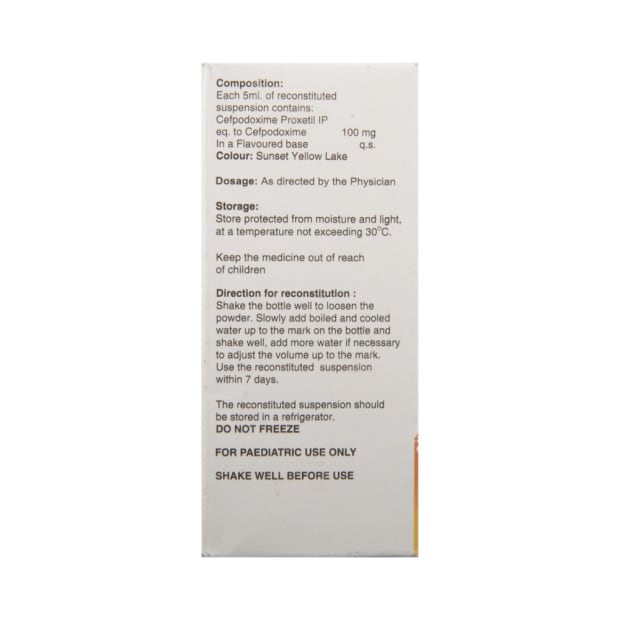 Composition:
Each 5ml. of reconstituted
suspension contains:
Cefpodoxime Proxetil IP
eq. to Cefpodoxime 100 mg
In a Flavoured base q.s.
Colour: Sunset Yellow Lake
Dosage: As directed by the Physician
Storage:
Store protected from moisture and light,
at a temperature not exceeding 30°C.
Keep the medicine out of reach
of children
Direction for reconstitution :
Shake the bottle well to loosen the
powder. Slowly add boiled and cooled
water up to the mark on the bottle and
shake well, add more water if necessary
to adjust the volume up to the mark.
Use the reconstituted suspension
within 7 days.
The reconstituted suspension should
be stored in a refrigerator.
DO NOT FREEZE
FOR PAEDIATRIC USE ONLY
SHAKE WELL BEFORE USE